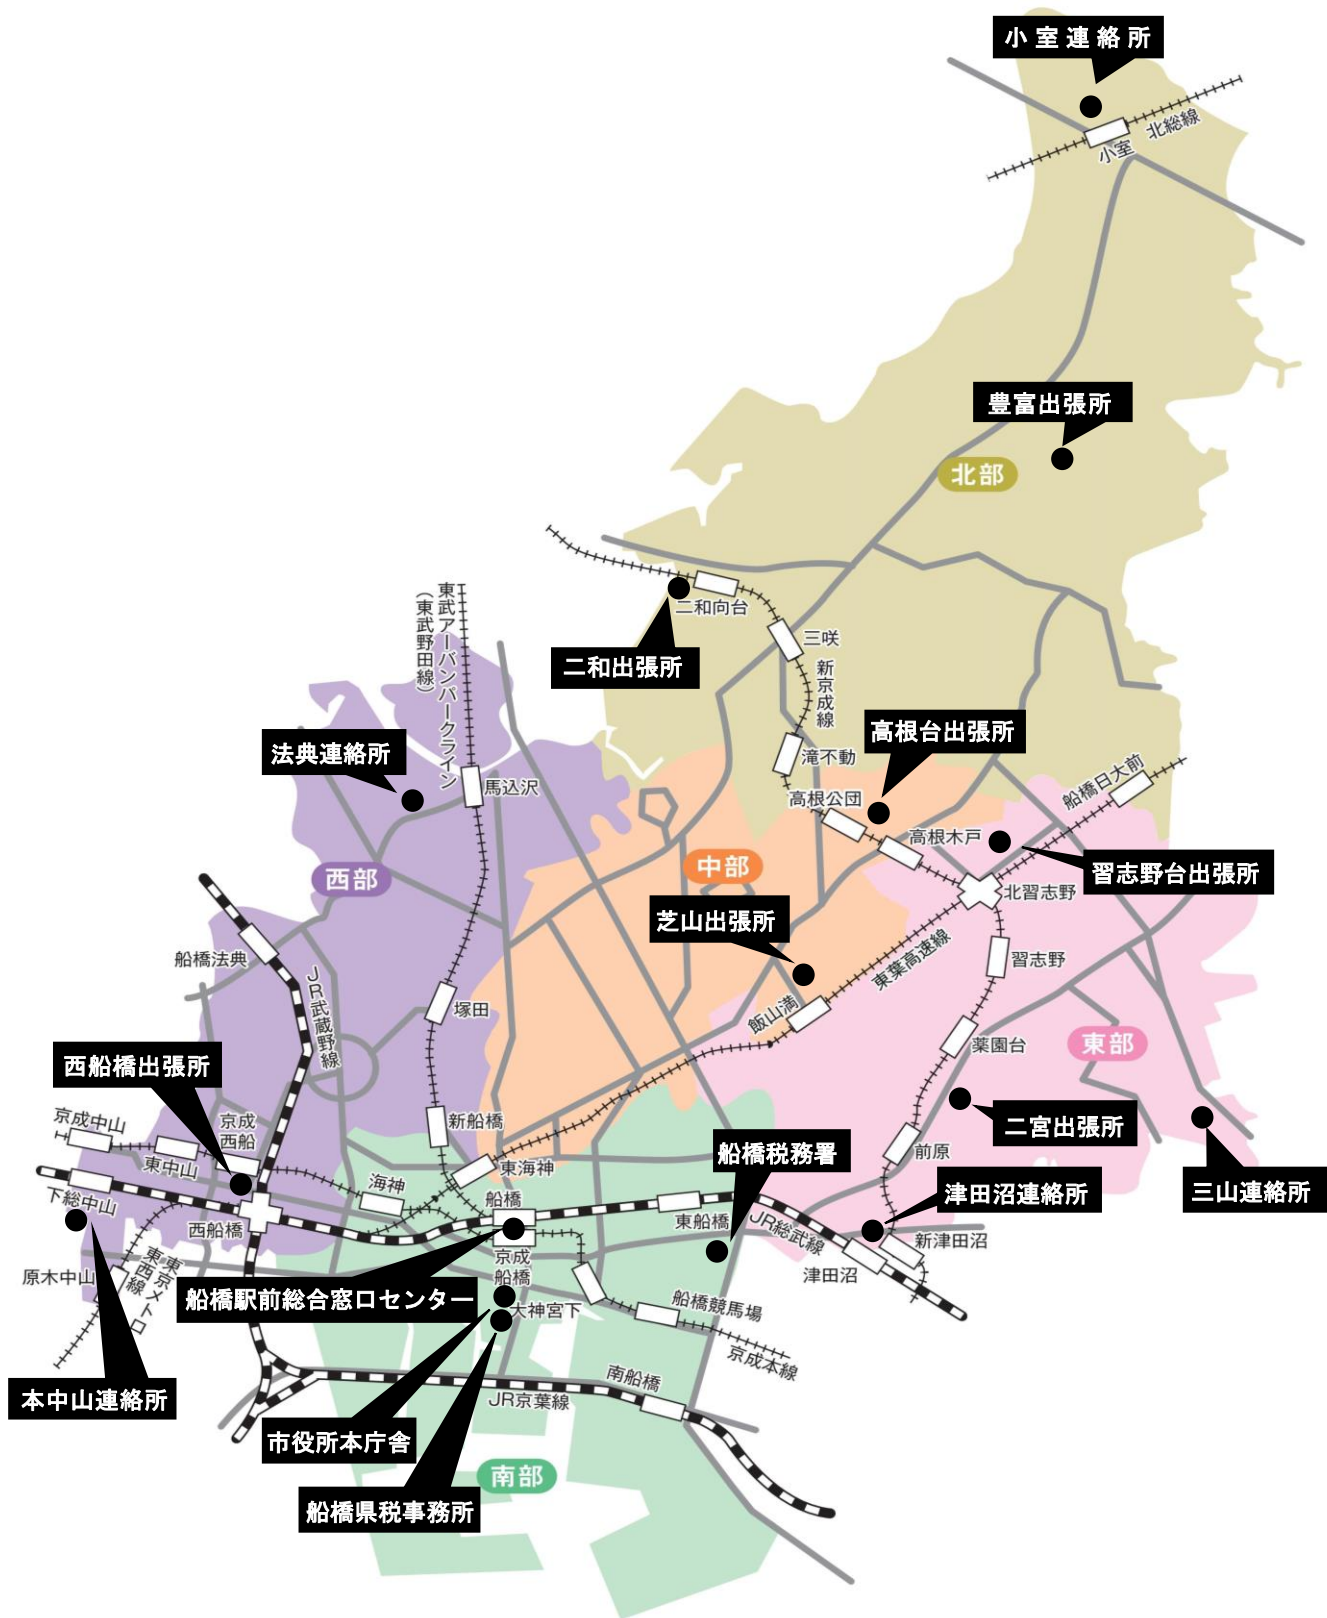 小室連絡所
北総線
小室
豊富出張所
北部
二和向台
東武アーバンパークライン
（東武野田線）
三咲
二和出張所
新京成線
高根台出張所
法典連絡所
滝不動
船橋日大前
馬込沢
高根公団
高根木戸
習志野台出張所
中部
西部
北習志野
芝山出張所
東葉高速線
船橋法典
習志野
JR武蔵野線
塚田
飯山満
薬園台
東部
西船橋出張所
京成中山
京成
西船
新船橋
二宮出張所
東中山
船橋税務署
前原
東海神
海神
下総中山
船橋
津田沼連絡所
三山連絡所
西船橋
東船橋
JR総武線
新津田沼
原木中山
東京メトロ
東西線
京成
船橋
津田沼
船橋駅前総合窓口センター
大神宮下
船橋競馬場
京成本線
本中山連絡所
南船橋
JR京葉線
市役所本庁舎
南部
船橋県税事務所